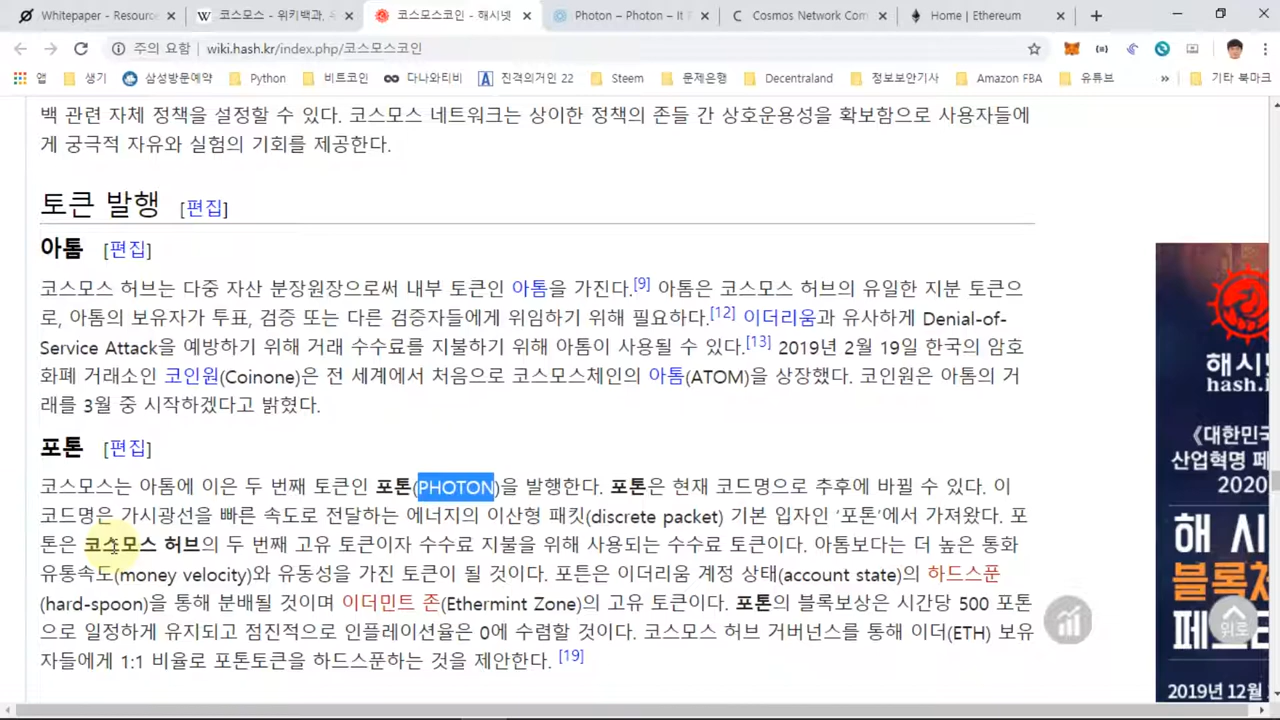 Whitepaper - Resourc
코스모스 - 위키백과, 우
코스모스코인 - 해시넷
Photon – Photon – It F
Cosmos Network Com
Home | Ethereum
주의 요함
wiki.hash.kr/index.php/코스모스코인
앱
생기
삼성방문예약
Python
비트코인
다나와티비
진격의거인 22
Steem
문제은행
Decentraland
정보보안기사
Amazon FBA
유튜브
»
기타 북마크
백 관련 자체 정책을 설정할 수 있다. 코스모스 네트워크는 상이한 정책의 존들 간 상호운용성을 확보함으로 사용자들에
게 궁극적 자유와 실험의 기회를 제공한다.
토큰 발행 [편집]
아톰 [편집]
코스모스 허브는 다중 자산 분장원장으로써 내부 토큰인 아톰을 가진다.[9] 아톰은 코스모스 허브의 유일한 지분 토큰으
로, 아톰의 보유자가 투표, 검증 또는 다른 검증자들에게 위임하기 위해 필요하다.[12] 이더리움과 유사하게 Denial-of-
Service Attack을 예방하기 위해 거래 수수료를 지불하기 위해 아톰이 사용될 수 있다.[13] 2019년 2월 19일 한국의 암호
화폐 거래소인 코인원(Coinone)은 전 세계에서 처음으로 코스모스체인의 아톰(ATOM)을 상장했다. 코인원은 아톰의 거
래를 3월 중 시작하겠다고 밝혔다.
포톤 [편집]
코스모스는 아톰에 이은 두 번째 토큰인 포톤(PHOTON)을 발행한다. 포톤은 현재 코드명으로 추후에 바뀔 수 있다. 이
코드명은 가시광선을 빠른 속도로 전달하는 에너지의 이산형 패킷(discrete packet) 기본 입자인 ‘포톤’에서 가져왔다. 포
톤은 코스모스 허브의 두 번째 고유 토큰이자 수수료 지불을 위해 사용되는 수수료 토큰이다. 아톰보다는 더 높은 통화
유통속도(money velocity)와 유동성을 가진 토큰이 될 것이다. 포튼은 이더리움 계정 상태(account state)의 하드스푼
(hard-spoon)을 통해 분배될 것이며 이더민트 존(Ethermint Zone)의 고유 토큰이다. 포톤의 블록보상은 시간당 500 포톤
으로 일정하게 유지되고 점진적으로 인플레이션율은 0에 수렴할 것이다. 코스모스 허브 거버넌스를 통해 이더(ETH) 보유
자들에게 1:1 비율로 포톤토큰을 하드스푼하는 것을 제안한다. [19]
해시넷
hash.
《대한민국
산업혁명 페
2020
해 시
블록체
페
위로
2019년 12월